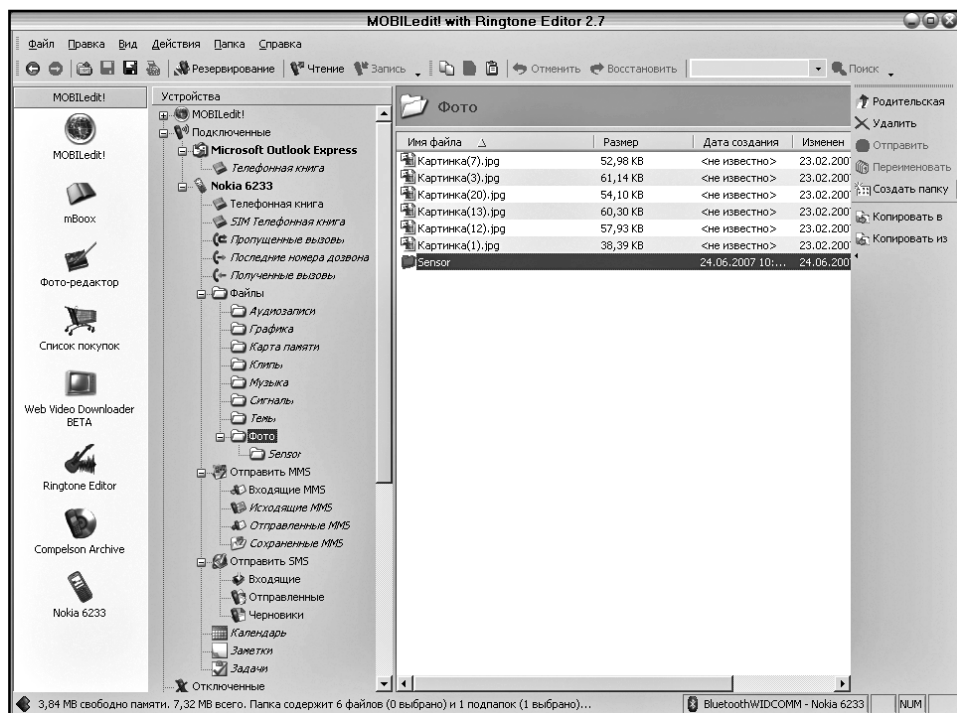 MOBILedit! with Ringtone Editor 2.7
Файл Правка Вид Действия Папка Справка
Резервирование Чтение Запись Отменить Восстановить Поиск
MOBILedit!
MOBILedit!
mBoox
Фото-редактор
Список покупок
Web Video Downloader
BETA
Ringtone Editor
Compelson Archive
Nokia 6233
Устройства
MOBILedit!
Подключенные
Microsoft Outlook Express
Телефонная книга
Nokia 6233
Телефонная книга
SIM Телефонная книга
Пропущенные вызовы
Последние номера дозвона
Полученные вызовы
Файлы
Аудиозаписи
Графика
Карта памяти
Клипы
Музыка
Сигналы
Темы
Фото
Sensor
Отправить MMS
Входящие MMS
Исходящие MMS
Отправленные MMS
Сохраненные MMS
Отправить SMS
Входящие
Отправленные
Черновики
Календарь
Заметки
Задачи
Отключенные
Фото
Имя файла Размер Дата создания Изменен
Картинка(7).jpg 52,98 KB <не известно> 23.02.200
Картинка(3).jpg 61,14 KB <не известно> 23.02.200
Картинка(20).jpg 54,10 KB <не известно> 23.02.200
Картинка(13).jpg 60,30 KB <не известно> 23.02.200
Картинка(12).jpg 57,93 KB <не известно> 23.02.200
Картинка(1).jpg 38,39 KB <не известно> 23.02.200
Sensor 24.06.2007 10:... 24.06.200
Родительская
Удалить
Отправить
Переименовать
Создать папку
Копировать в
Копировать из
3,84 MB свободно памяти. 7,32 MB всего. Папка содержит 6 файлов (0 выбрано) и 1 подпапок (1 выбрано)... BluetoothWIDCOMM - Nokia 6233 NUM